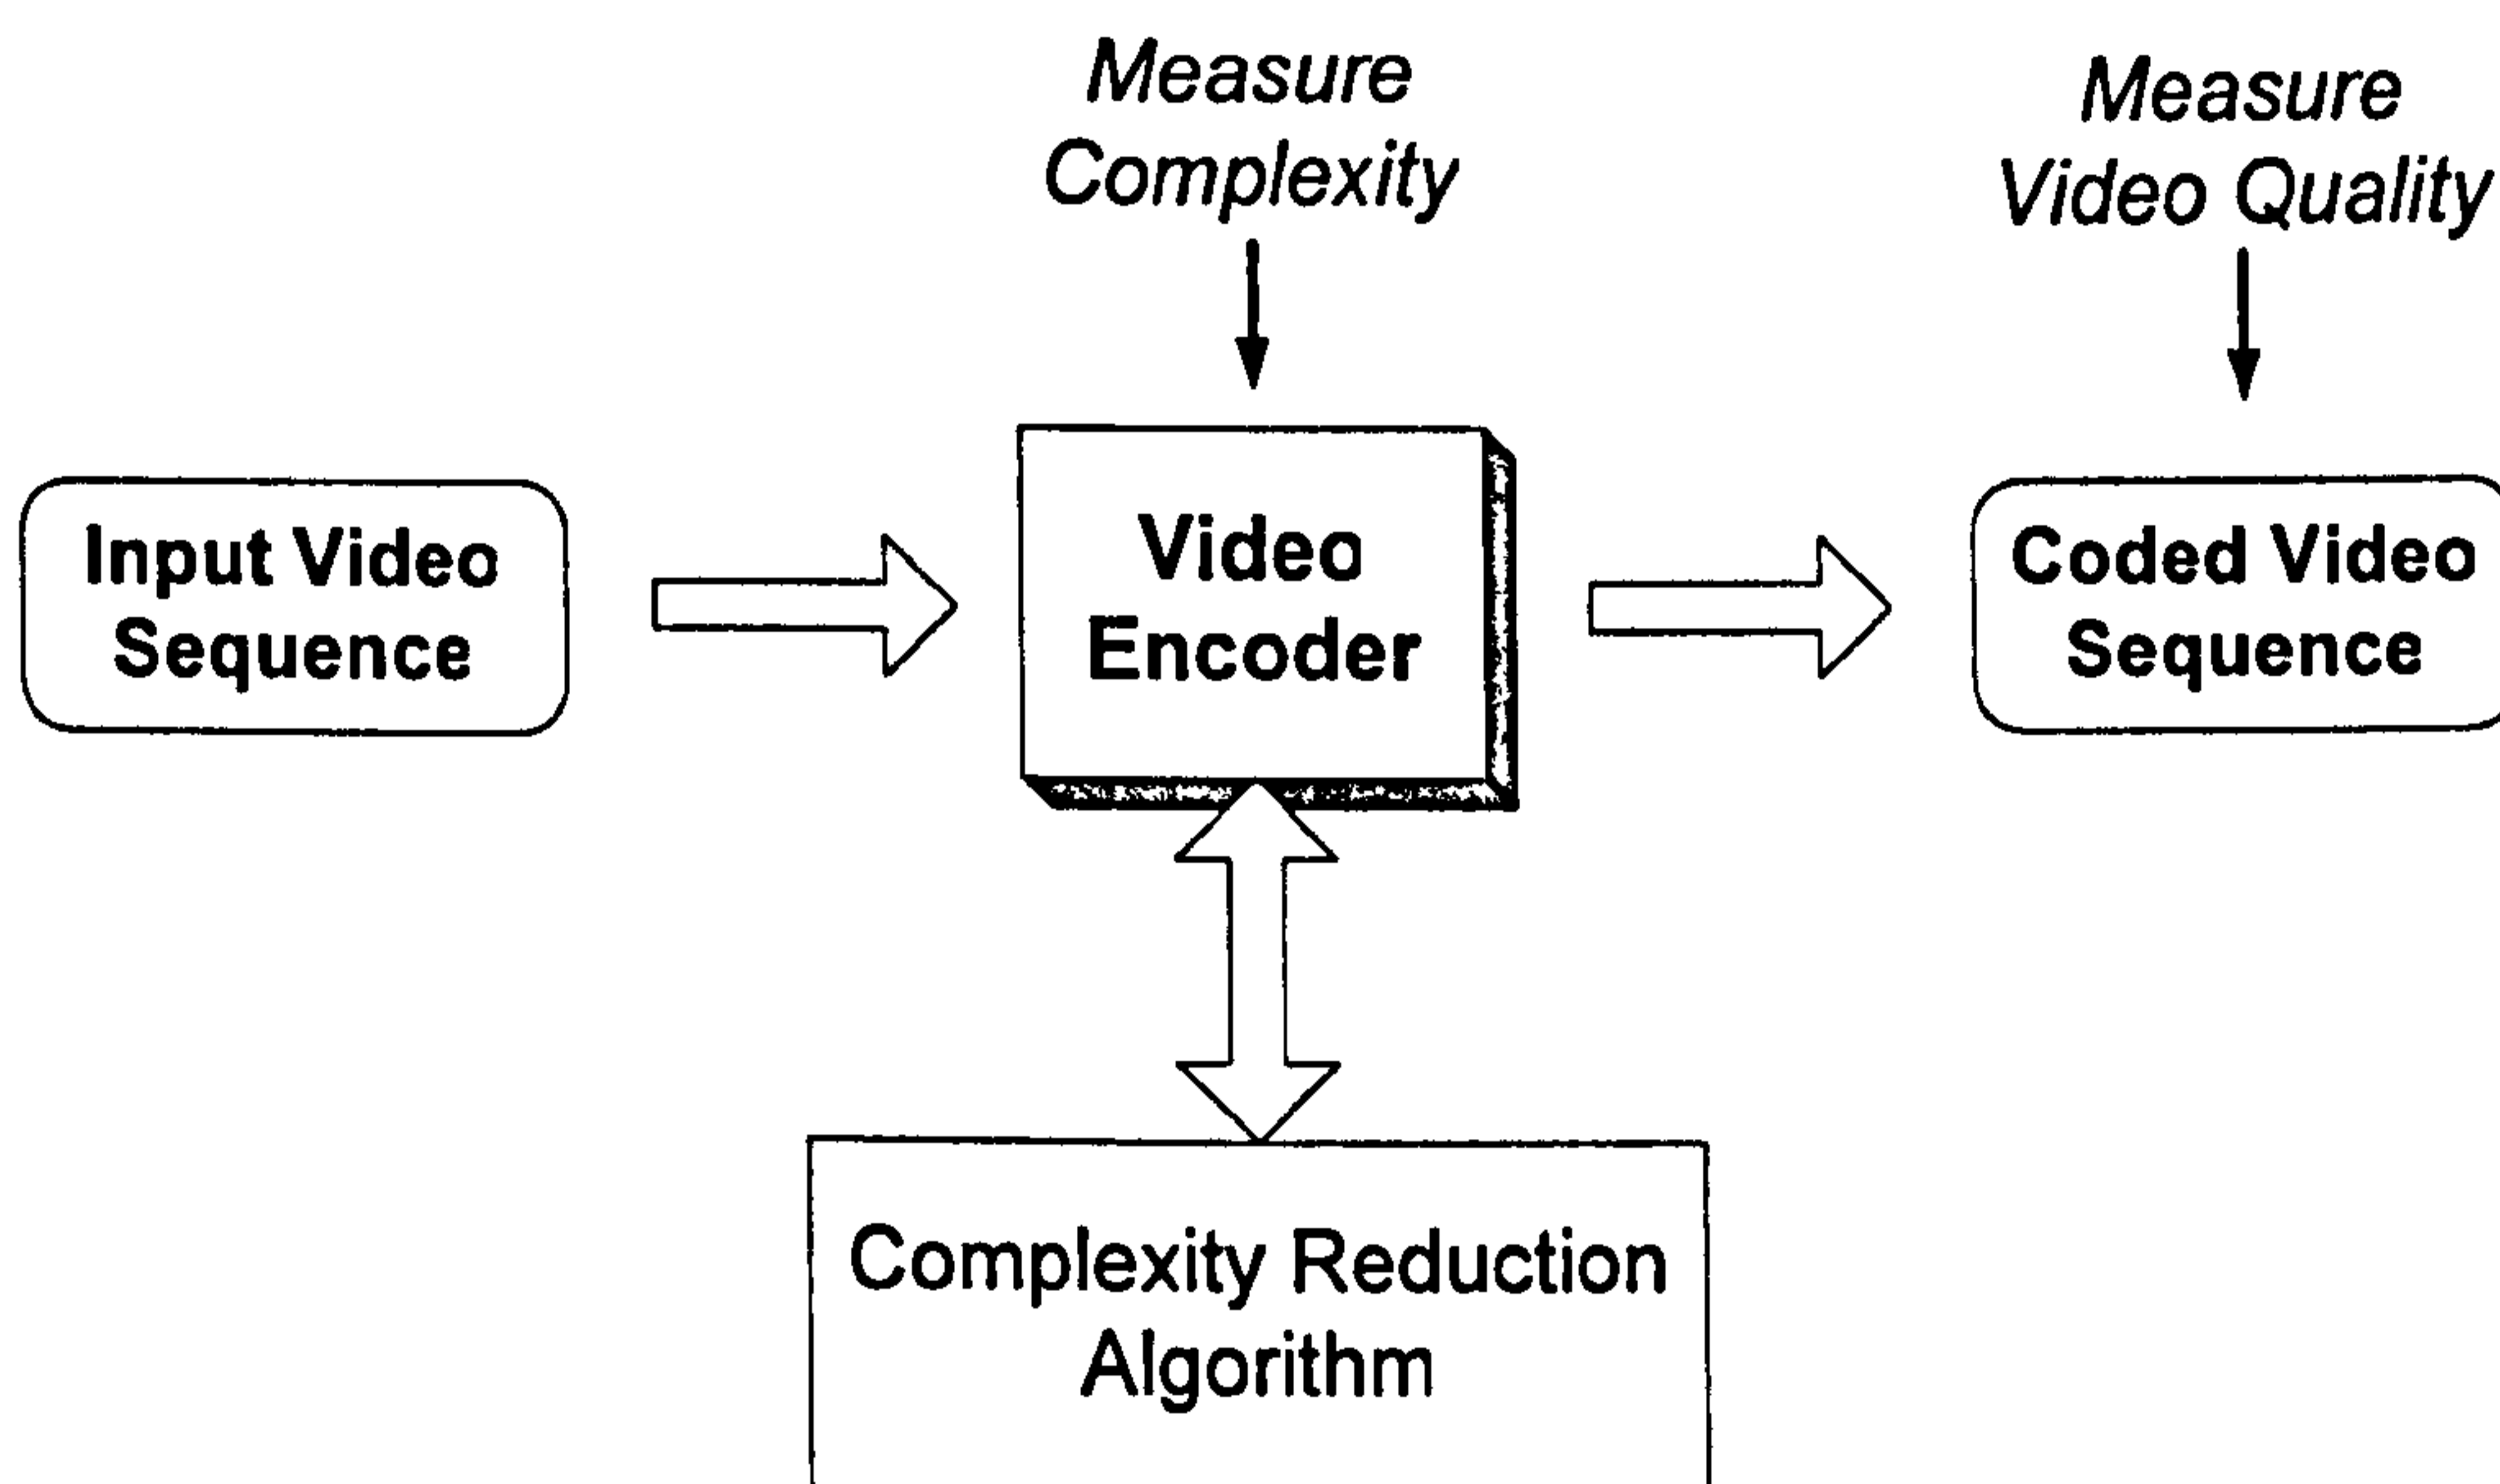 Measure
Complexity
Measure
Video Quality
Input Video
Sequence
Video
Encoder
Coded Video
Sequence
Complexity Reduction
Algorithm